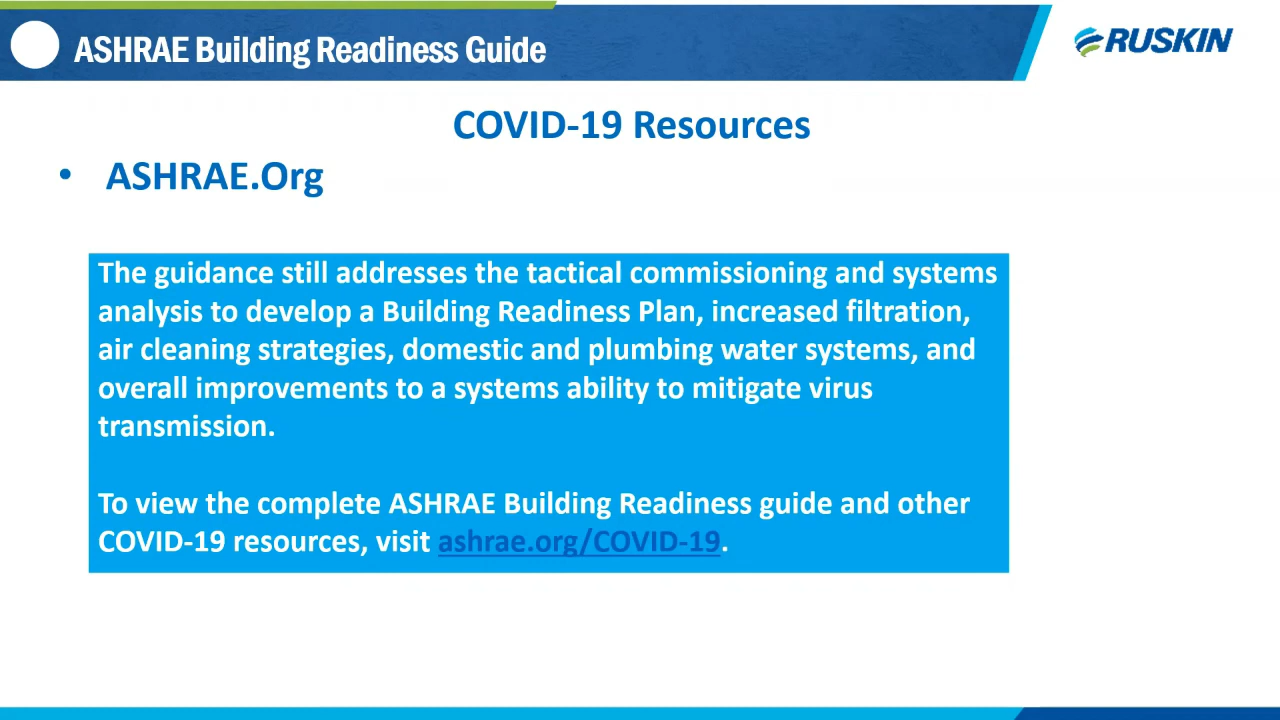 ASHRAE Building Readiness Guide
RUSKIN
COVID-19 Resources
• ASHRAE.Org
The guidance still addresses the tactical commissioning and systems
analysis to develop a Building Readiness Plan, increased filtration,
air cleaning strategies, domestic and plumbing water systems, and
overall improvements to a systems ability to mitigate virus
transmission.
To view the complete ASHRAE Building Readiness guide and other
COVID-19 resources, visit ashrae.org/COVID-19.